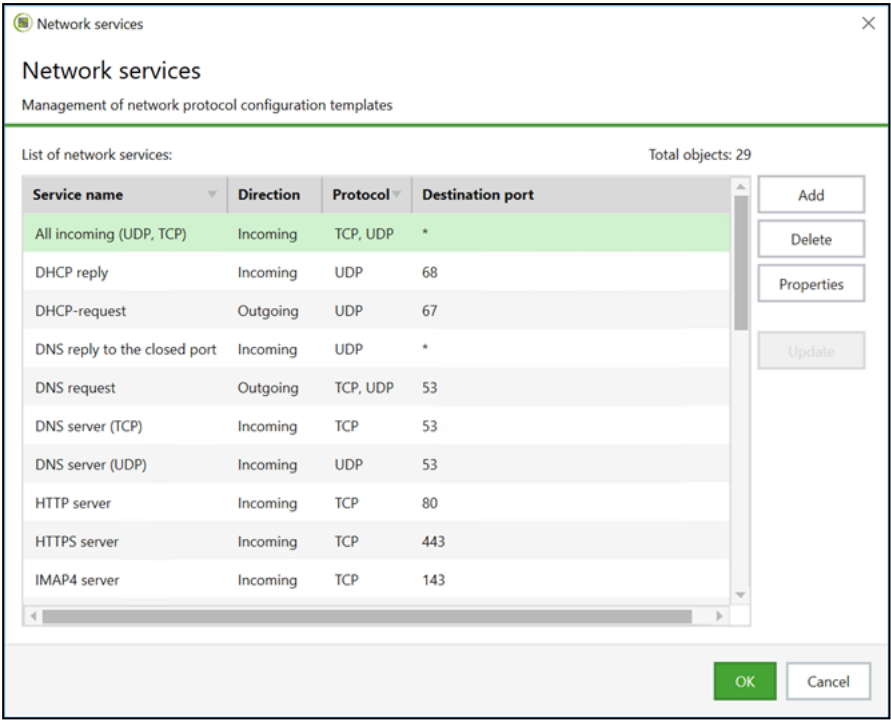 Network services
Network services
Management of network protocol configuration templates
List of network services: Total objects: 29
Service name Direction Protocol Destination port
All incoming (UDP, TCP) Incoming TCP, UDP *
DHCP reply Incoming UDP 68
DHCP-request Outgoing UDP 67
DNS reply to the closed port Incoming UDP *
DNS request Outgoing TCP, UDP 53
DNS server (TCP) Incoming TCP 53
DNS server (UDP) Incoming UDP 53
HTTP server Incoming TCP 80
HTTPS server Incoming TCP 443
IMAP4 server Incoming TCP 143
Add
Delete
Properties
Update
OK Cancel